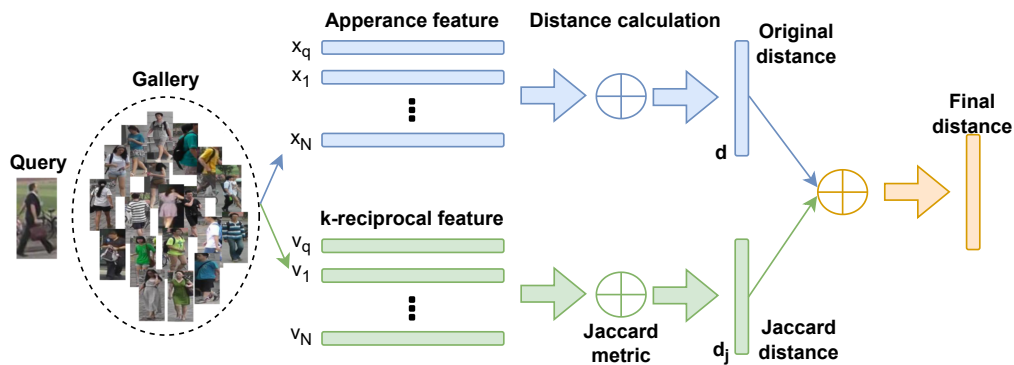 Query
Gallery
Apperance feature
x_q
x_1
x_N
k-reciprocal feature
v_q
v_1
v_N
Distance calculation
Jaccard
metric
Original
distance
d
d_j
Jaccard
distance
Final
distance